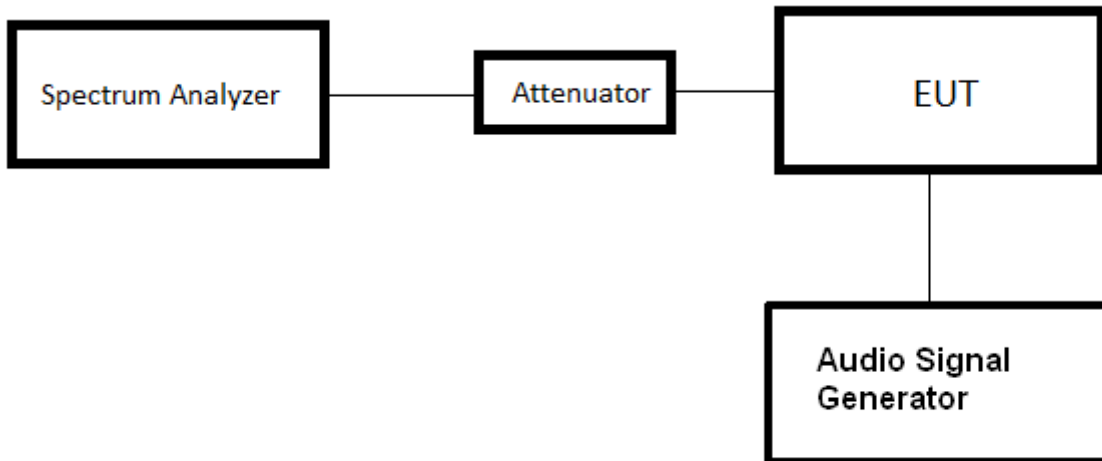 Spectrum Analyzer
Attenuator
EUT
Audio Signal
Generator